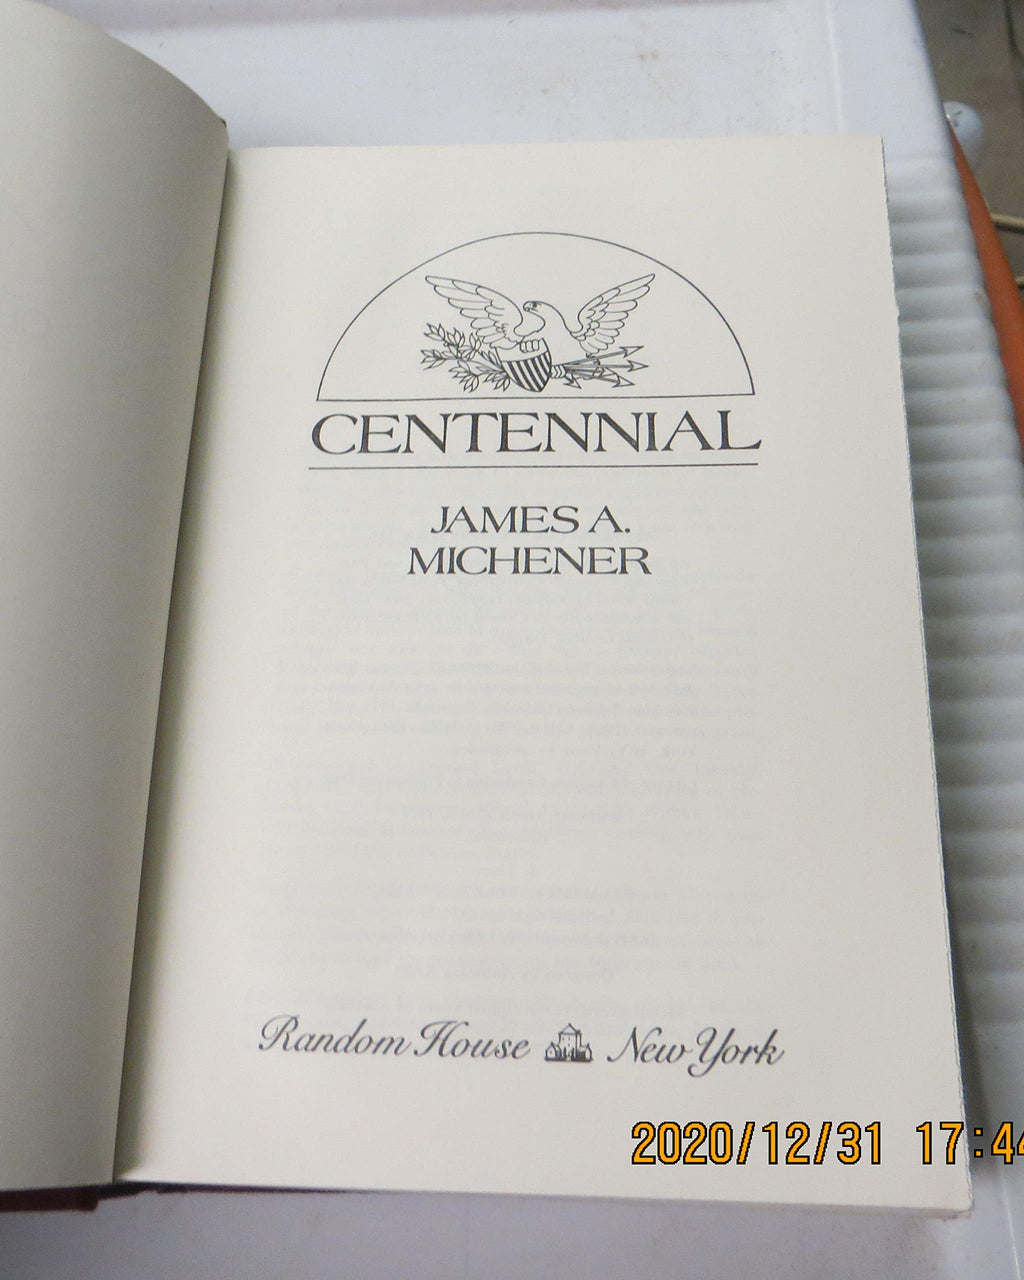 CENTENNIAL
JAMES A.
MICHENER
Random House New York
2020/12/31 17:44